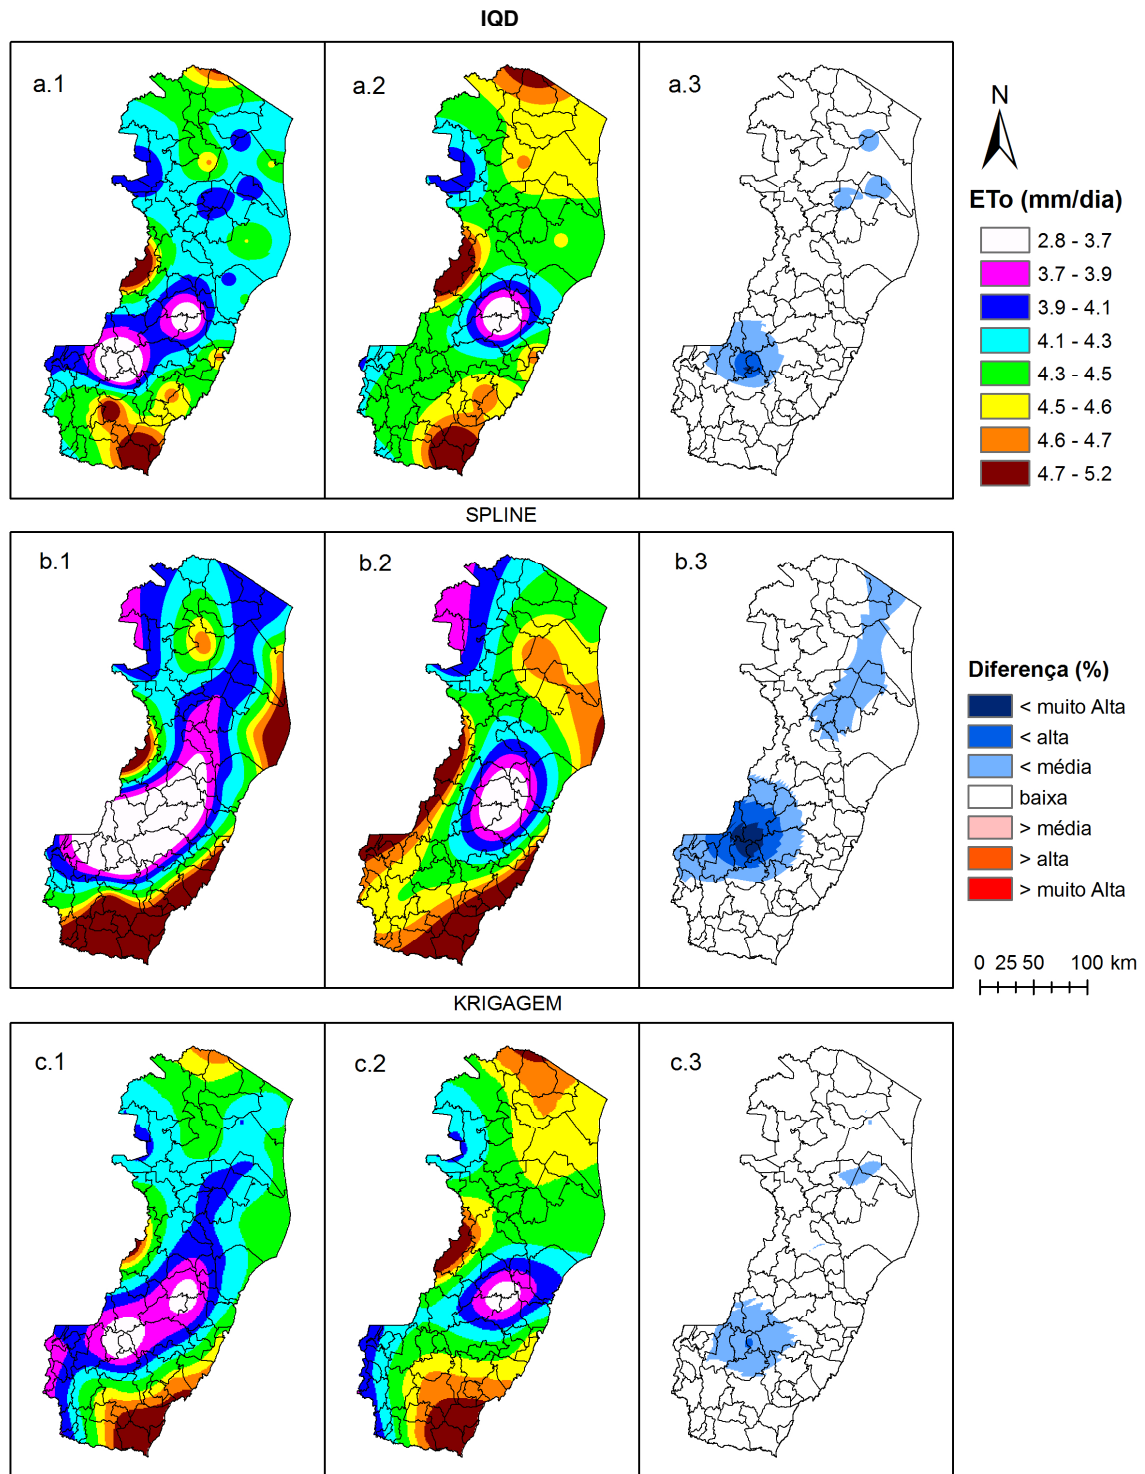 IQD
a.1
a.2
a.3
N
ETo (mm/dia)
2.8 - 3.7
3.7 - 3.9
3.9 - 4.1
4.1 - 4.3
4.3 - 4.5
4.5 - 4.6
4.6 - 4.7
4.7 - 5.2
SPLINE
b.1
b.2
b.3
Diferença (%)
< muito Alta
< alta
< média
baixa
> média
> alta
> muito Alta
0 25 50 100 km
KRIGAGEM
c.1
c.2
c.3